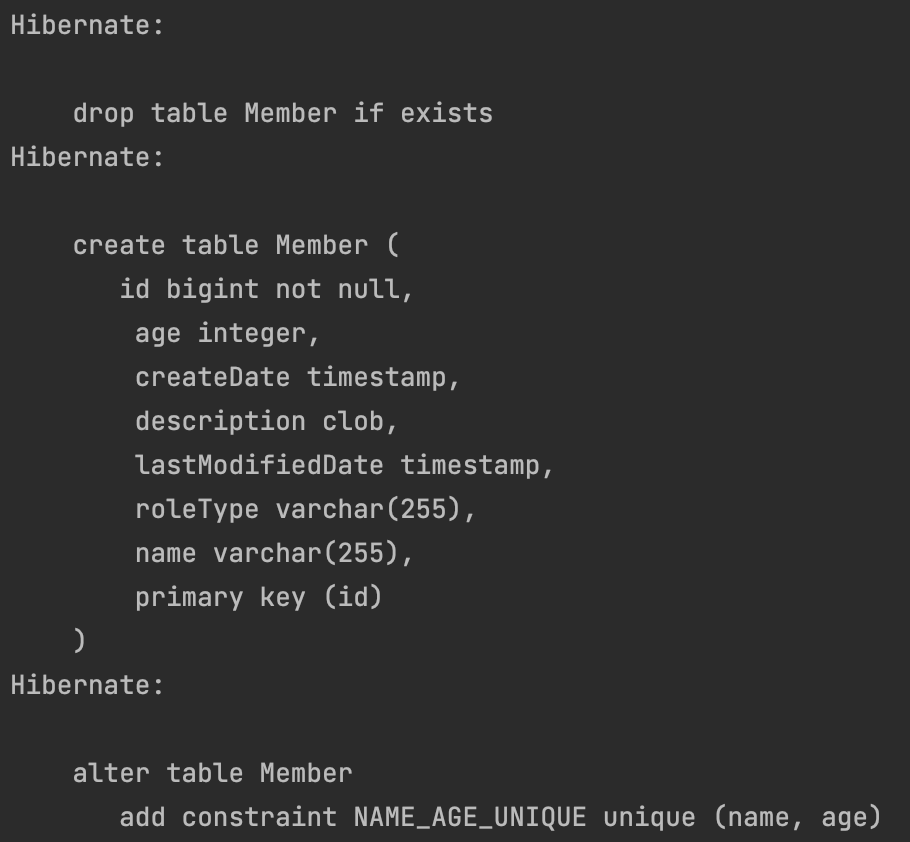 Hibernate:
drop table Member if exists
Hibernate:
create table Member (
id bigint not null,
age integer,
createDate timestamp,
description clob,
lastModifiedDate timestamp,
roleType varchar(255),
name varchar(255),
primary key (id)
)
Hibernate:
alter table Member
add constraint NAME_AGE_UNIQUE unique (name, age)